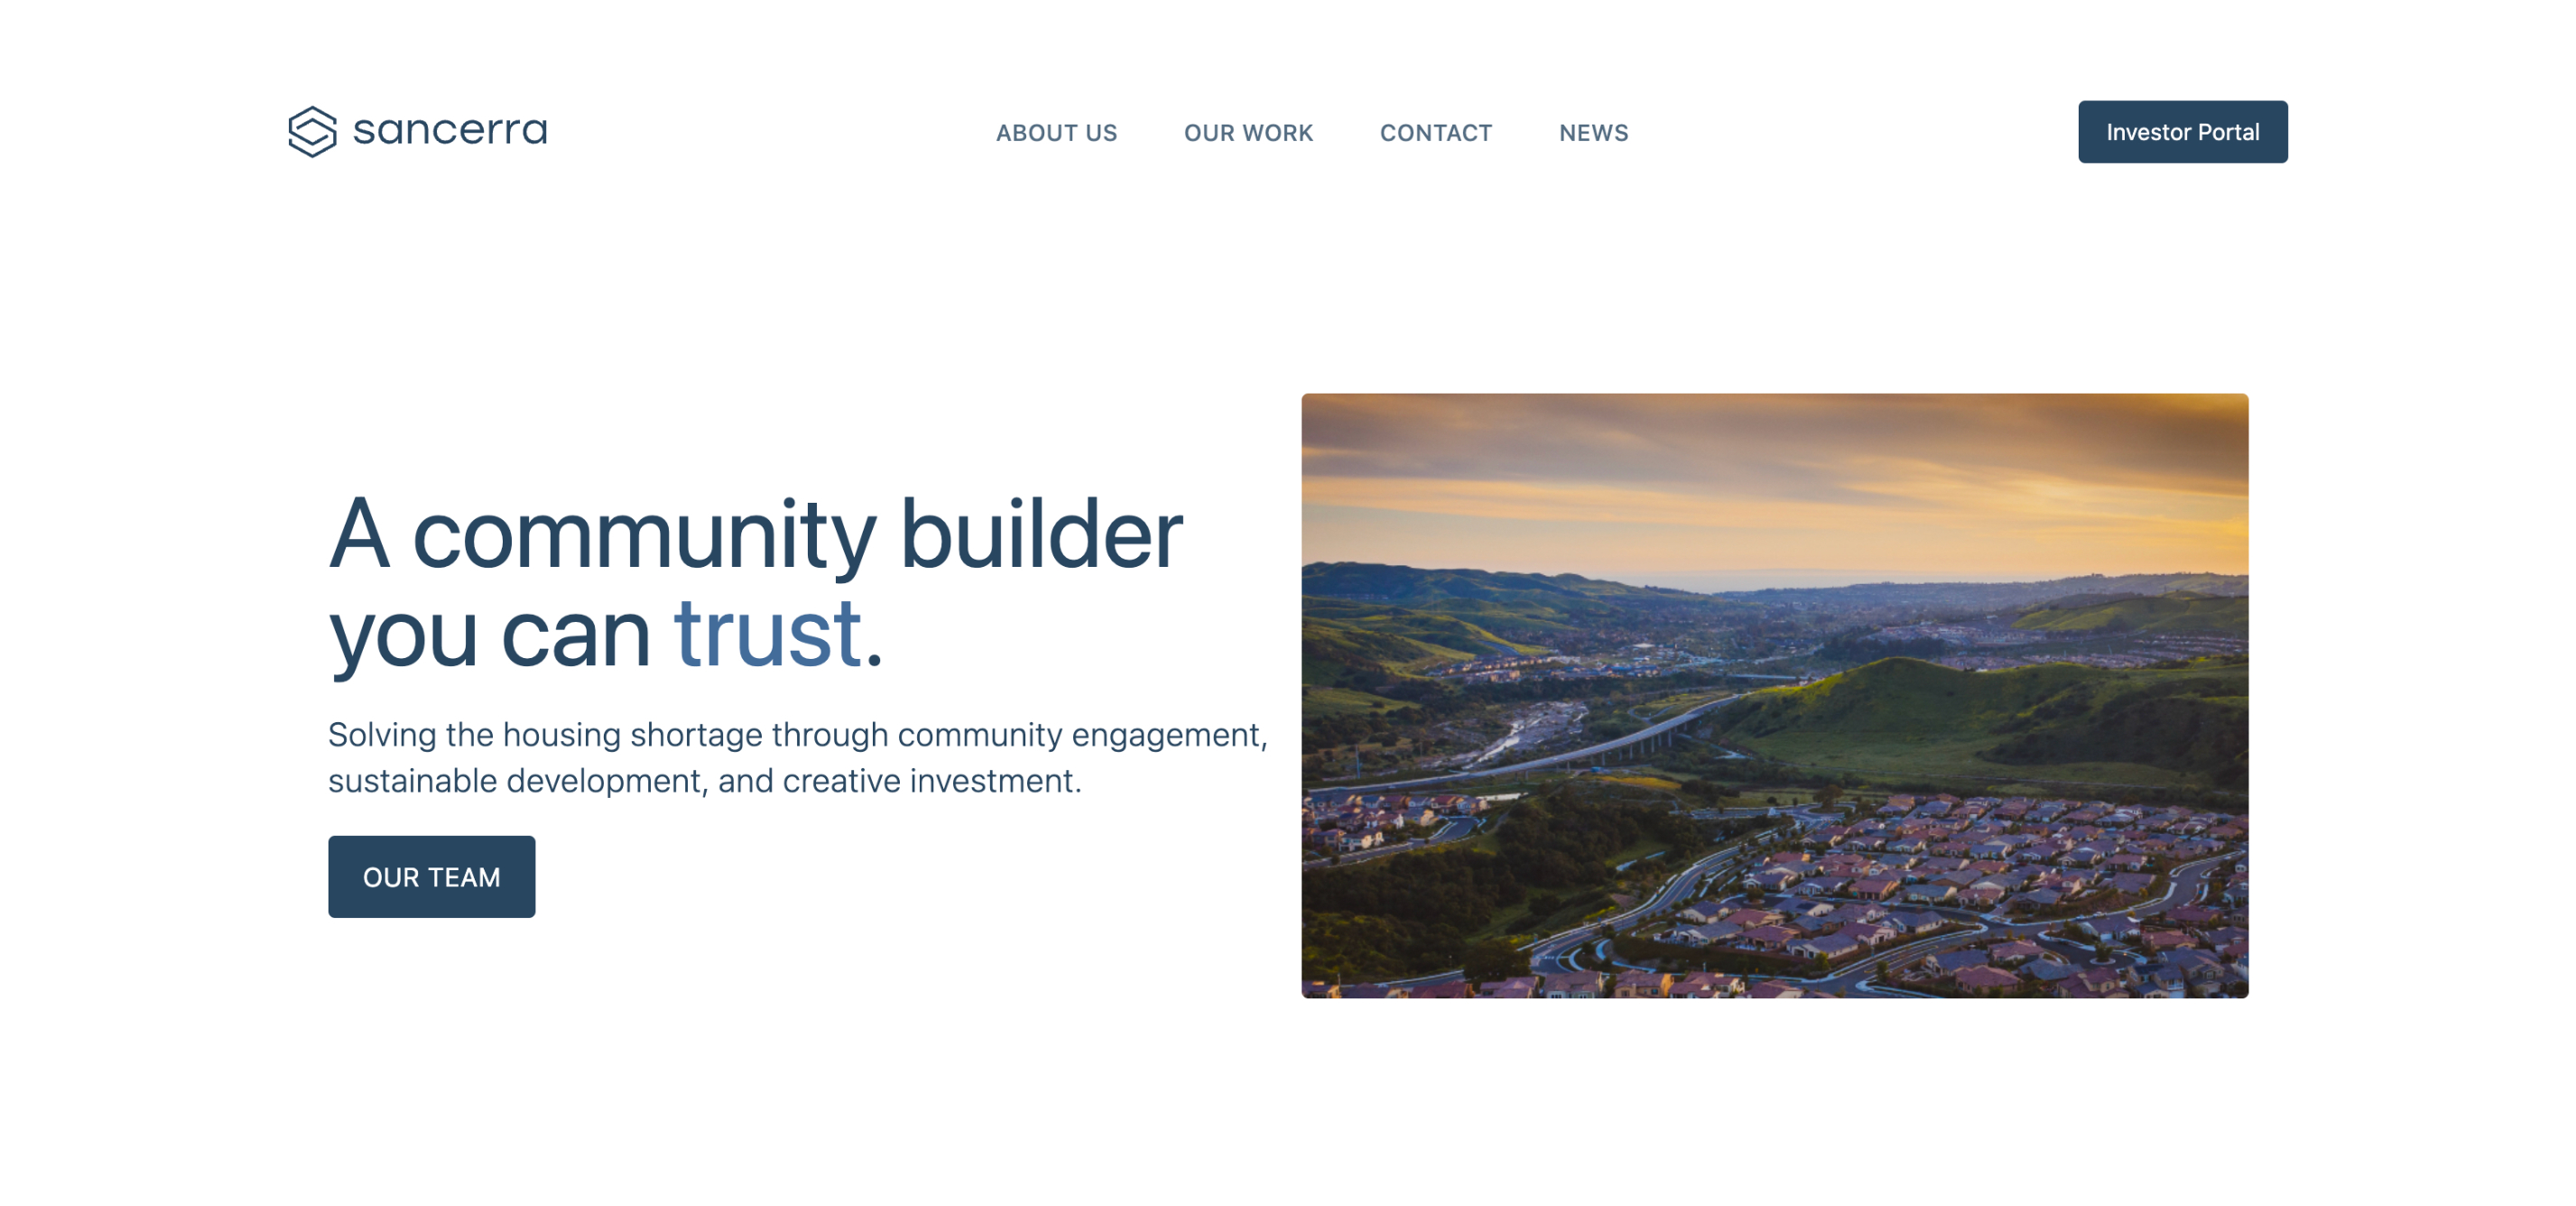 sancerra
ABOUT US
OUR WORK
CONTACT
NEWS
Investor Portal
A community builder
you can trust.
Solving the housing shortage through community engagement,
sustainable development, and creative investment.
OUR TEAM